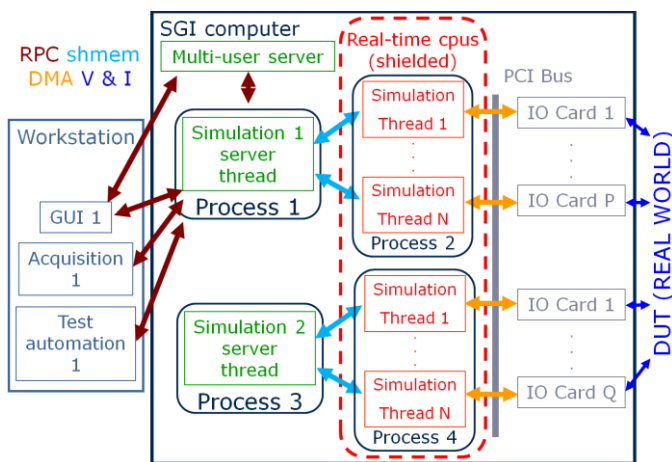 SGI computer
RPC shmem
DMA V & I
Multi-user server
Real-time cpus
(shielded)
PCI Bus
Workstation
GUI 1
Acquisition
1
Test
automation
1
Simulation 1
server
thread
Process 1
Simulation
Thread 1
Simulation
Thread N
Process 2
IO Card 1
IO Card P
Simulation 2
server
thread
Process 3
Simulation
Thread 1
Simulation
Thread N
Process 4
IO Card 1
IO Card Q
DUT (REAL WORLD)